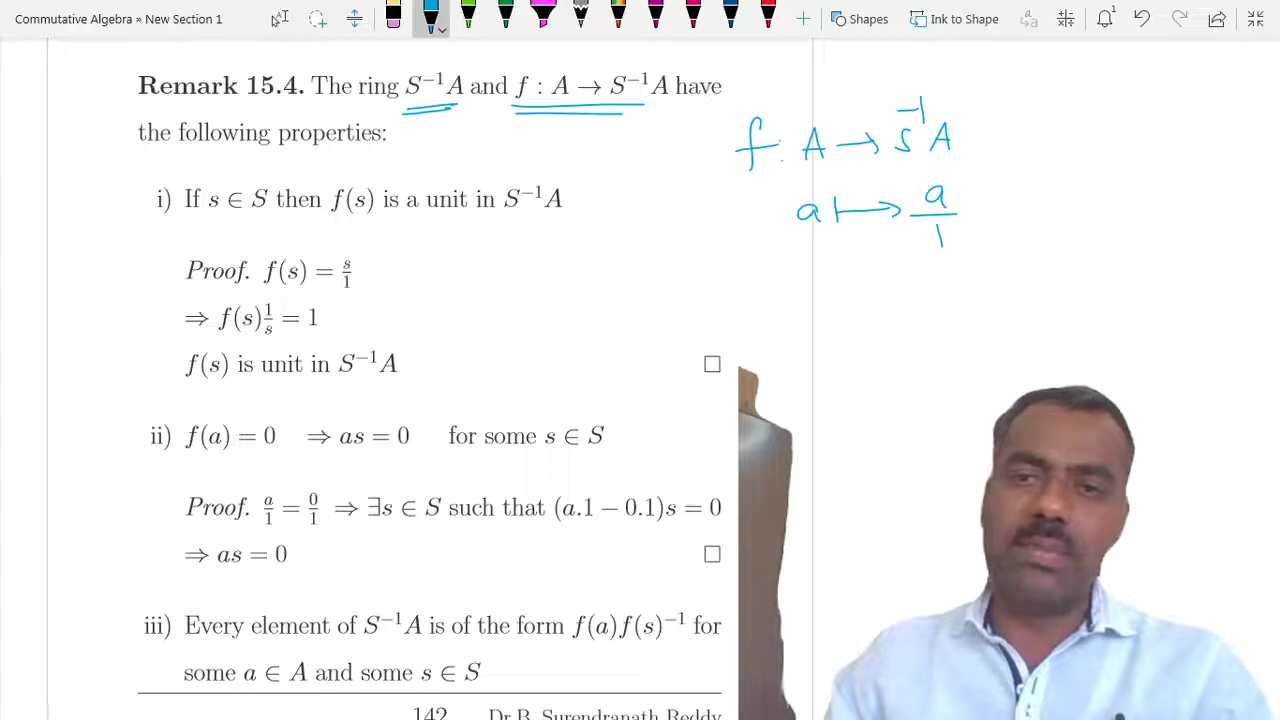 Commutative Algebra » New Section 1
Shapes
Ink to Shape
Remark 15.4. The ring S⁻¹A and f : A → S⁻¹A have
the following properties:
f: A → S⁻¹A
a ↦ a/1
i) If s ∈ S then f(s) is a unit in S⁻¹A
Proof. f(s) = s/1
⇒ f(s)1/s = 1
f(s) is unit in S⁻¹A □
ii) f(a) = 0 ⇒ as = 0 for some s ∈ S
Proof. a/1 = 0/1 ⇒ ∃s ∈ S such that (a.1 − 0.1)s = 0
⇒ as = 0 □
iii) Every element of S⁻¹A is of the form f(a)f(s)⁻¹ for
some a ∈ A and some s ∈ S
142 Dr.B. Surendranath Reddy